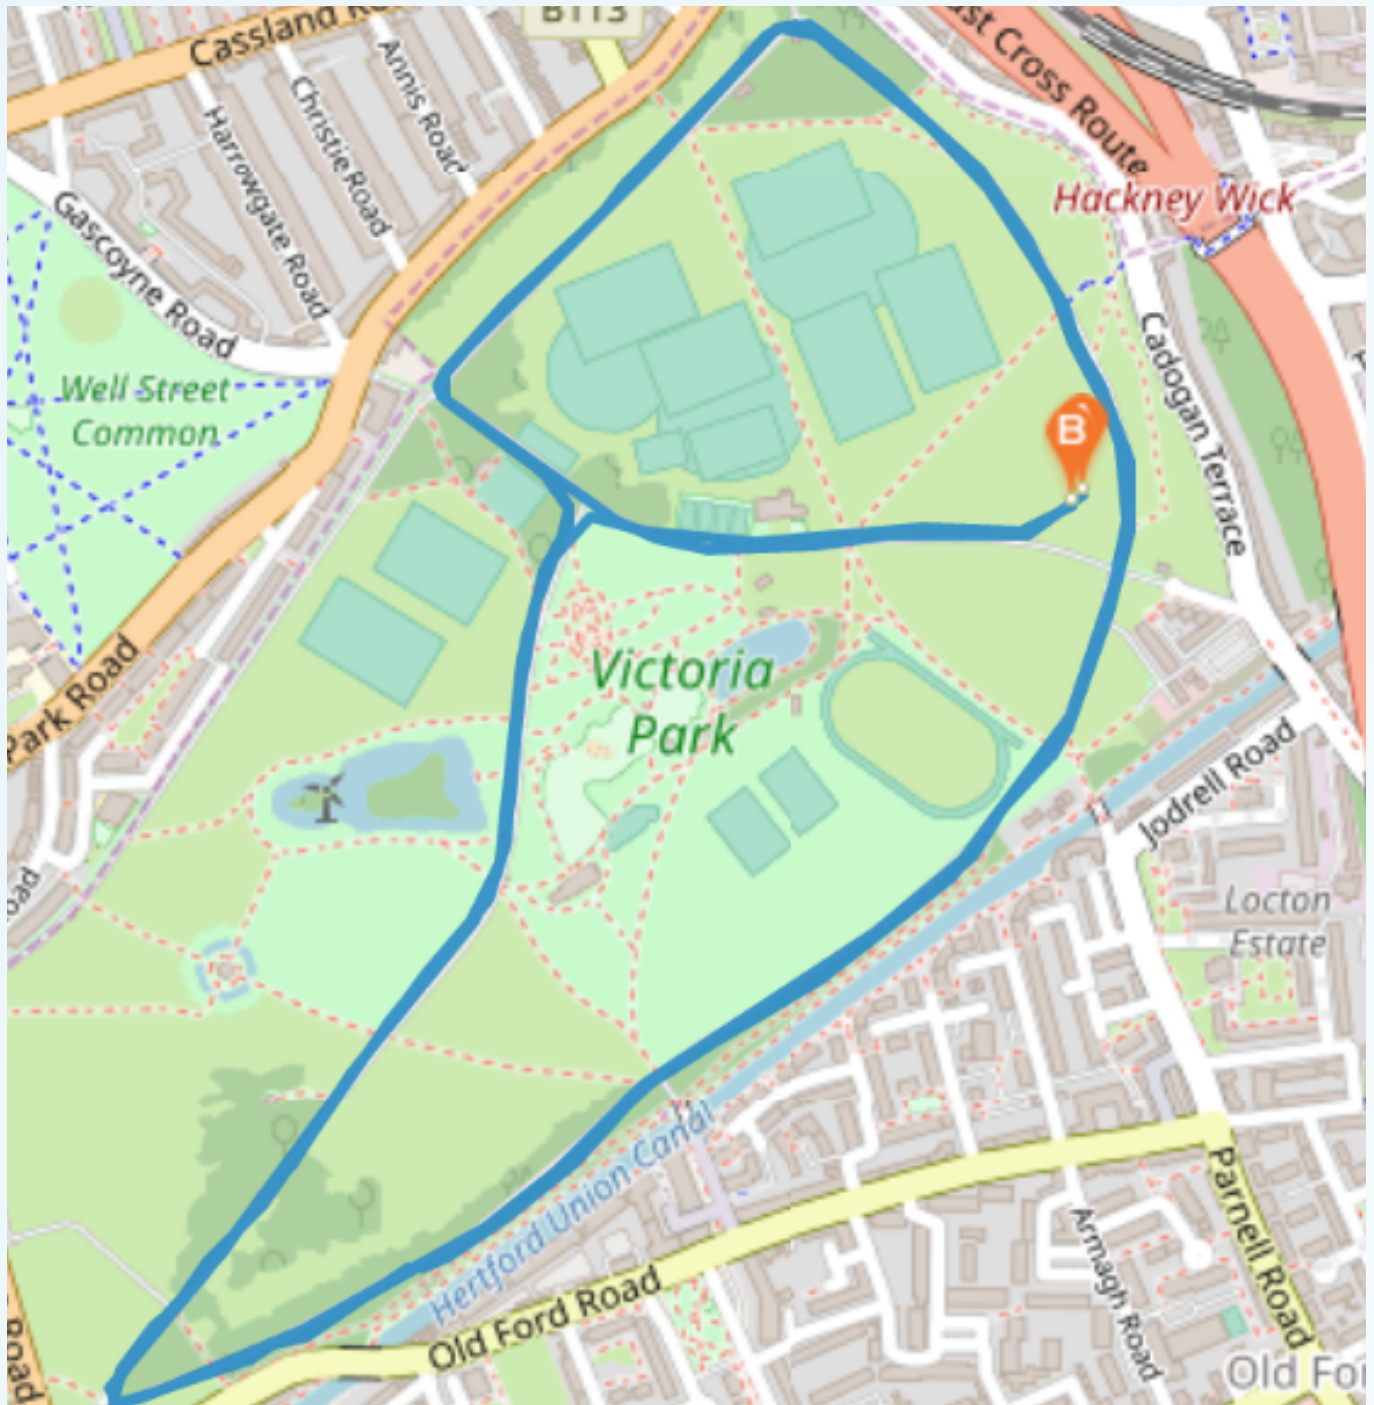 Cassland Ro
B113
Annis Road
Christie Road
Harrowgate Road
Gascoyne Road
East Cross Route
Hackney Wick
Cadogan Terrace
Well Street
Common
B
Victoria
Park
Park Road
oad
Jodrell Road
Locton
Estate
Hertford Union Canal
Old Ford Road
Parnell Road
Armagh Road
Road
Old For